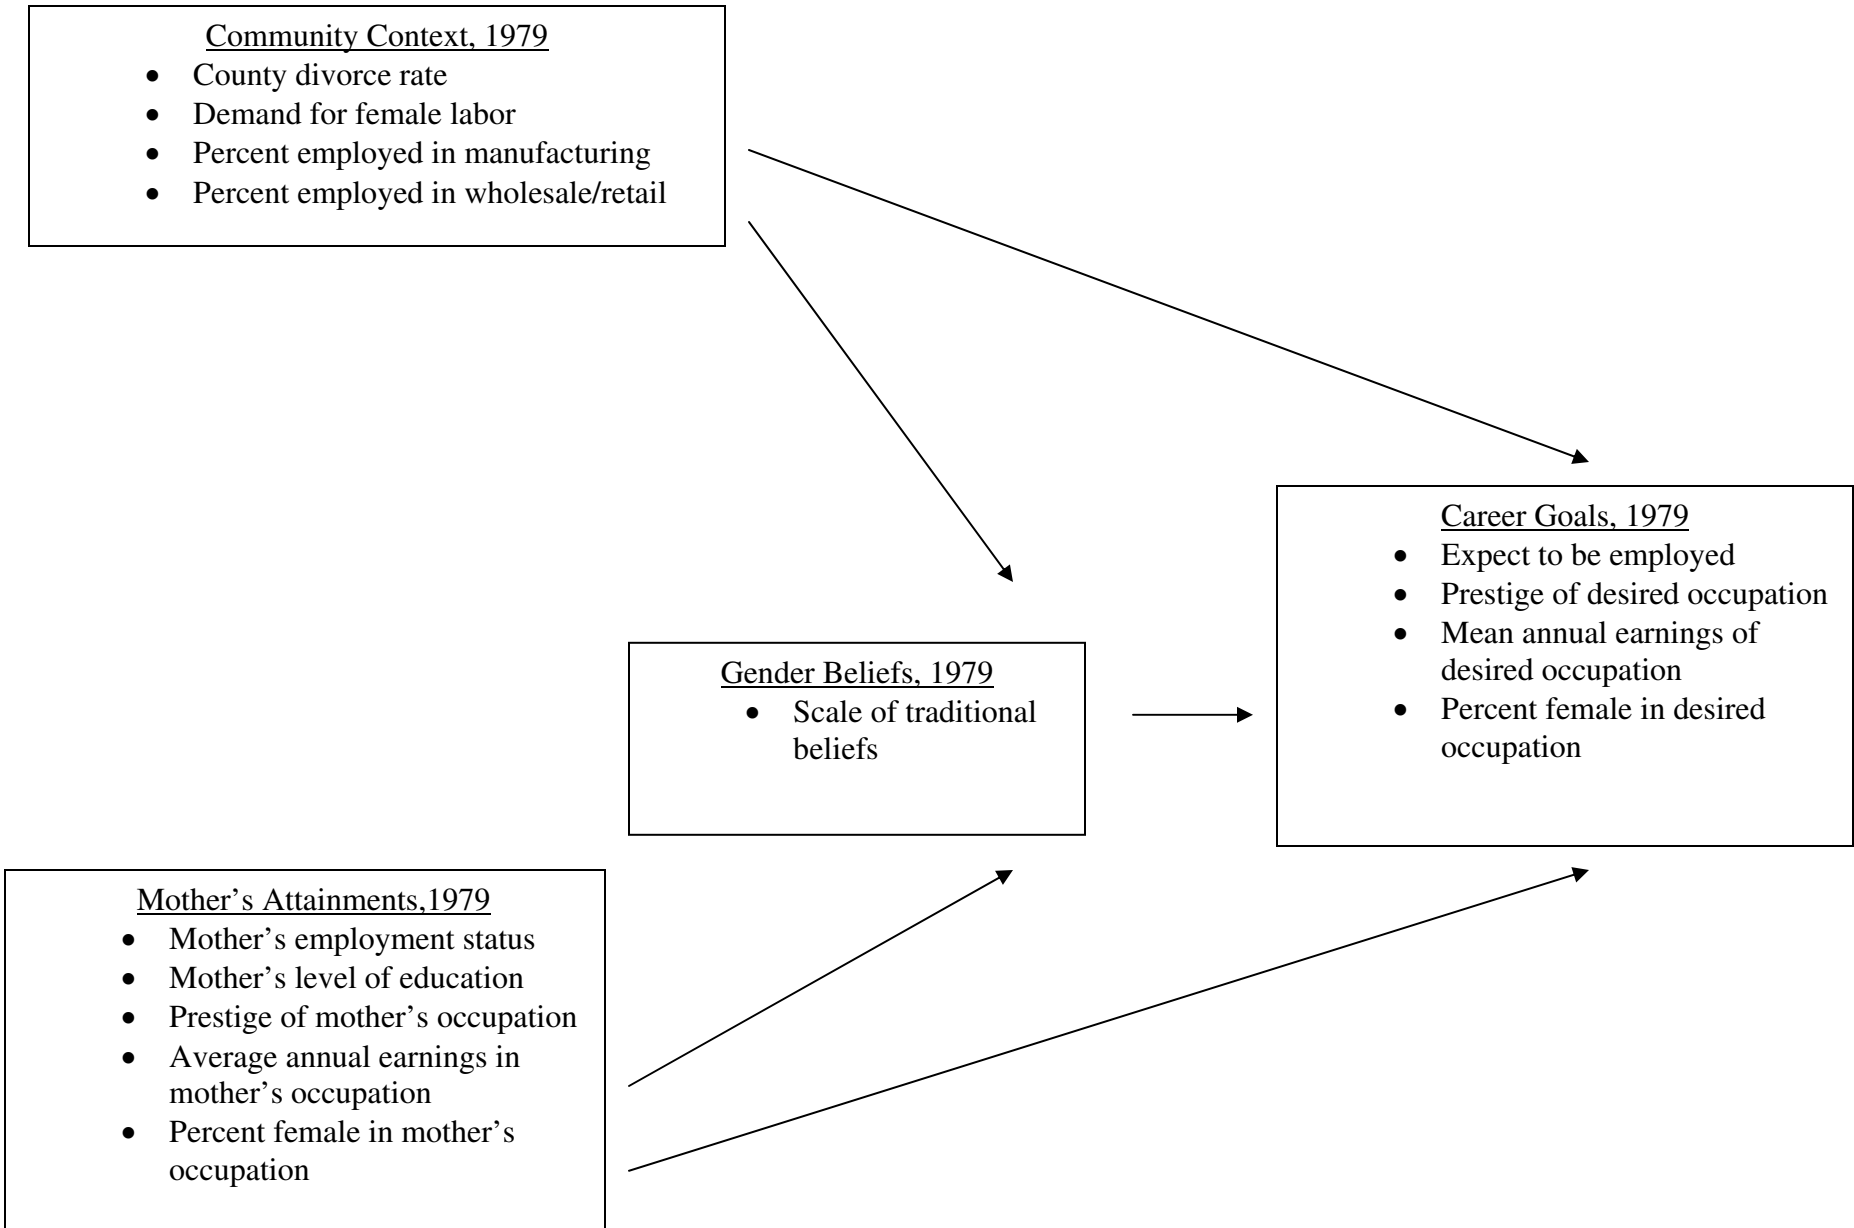 Community Context, 1979
• County divorce rate
• Demand for female labor
• Percent employed in manufacturing
• Percent employed in wholesale/retail
Career Goals, 1979
• Expect to be employed
• Prestige of desired occupation
• Mean annual earnings of
desired occupation
• Percent female in desired
occupation
Gender Beliefs, 1979
• Scale of traditional
beliefs
Mother’s Attainments,1979
• Mother’s employment status
• Mother’s level of education
• Prestige of mother’s occupation
• Average annual earnings in
mother’s occupation
• Percent female in mother’s
occupation